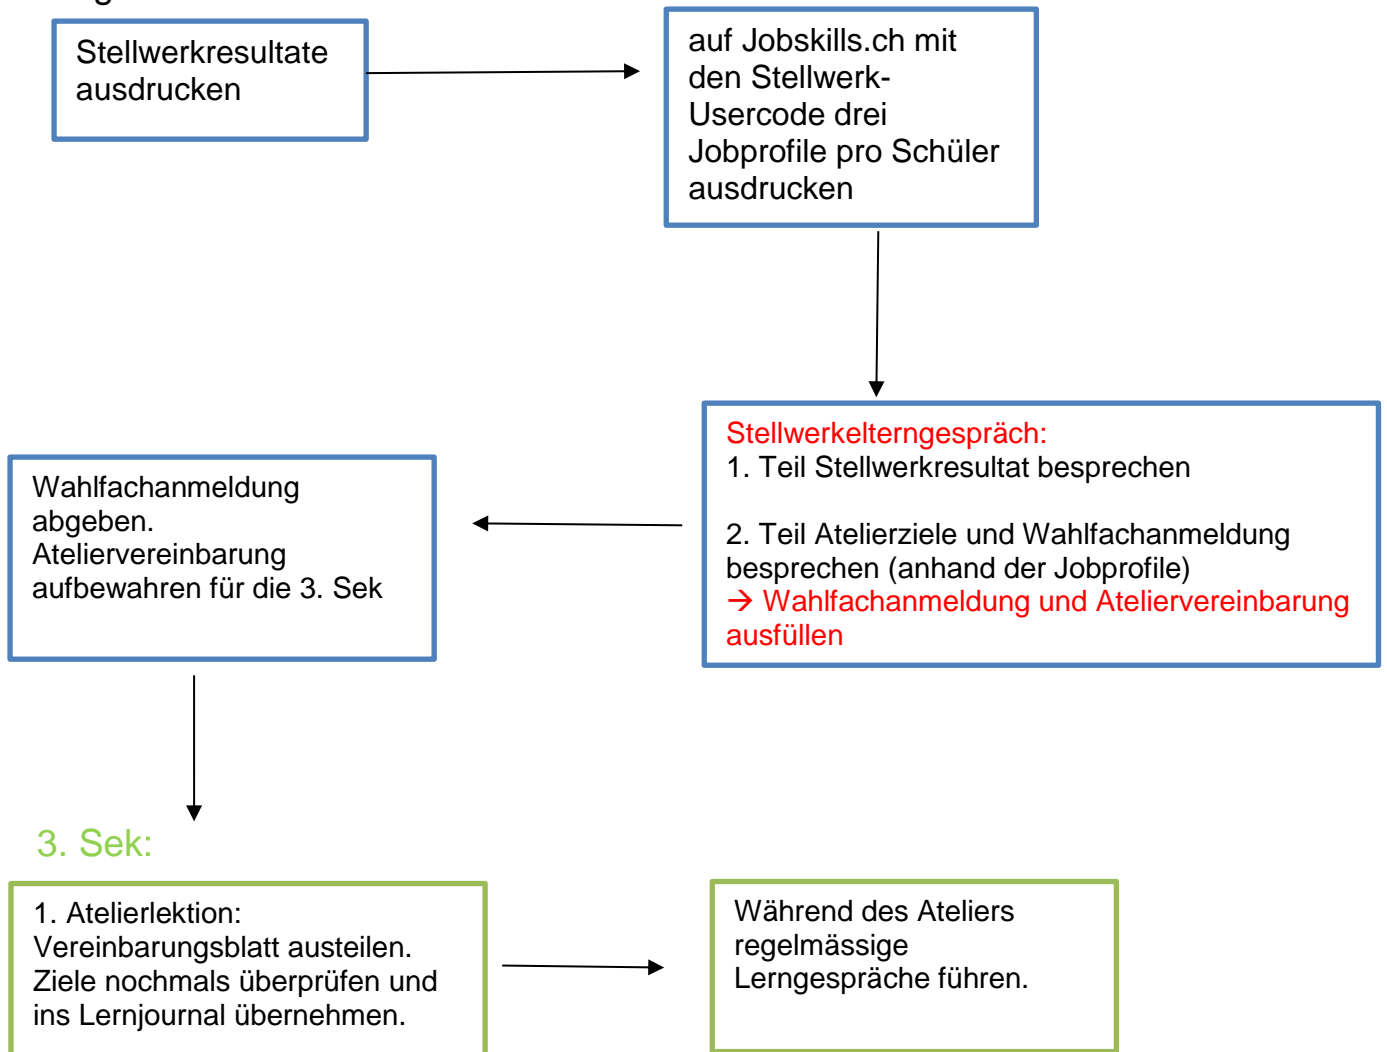 Stellwerkresultate
ausdrucken
auf Jobskills.ch mit
den Stellwerk-
Usercode drei
Jobprofile pro Schüler
ausdrucken
Stellwerkelterngespräch:
1. Teil Stellwerkresultat besprechen
2. Teil Atelierziele und Wahlfachanmeldung
besprechen (anhand der Jobprofile)
→ Wahlfachanmeldung und Ateliervereinbarung
ausfüllen
Wahlfachanmeldung
abgeben.
Ateliervereinbarung
aufbewahren für die 3. Sek
3. Sek:
1. Atelierlektion:
Vereinbarungsblatt austeilen.
Ziele nochmals überprüfen und
ins Lernjournal übernehmen.
Während des Ateliers
regelmässige
Lerngespräche führen.